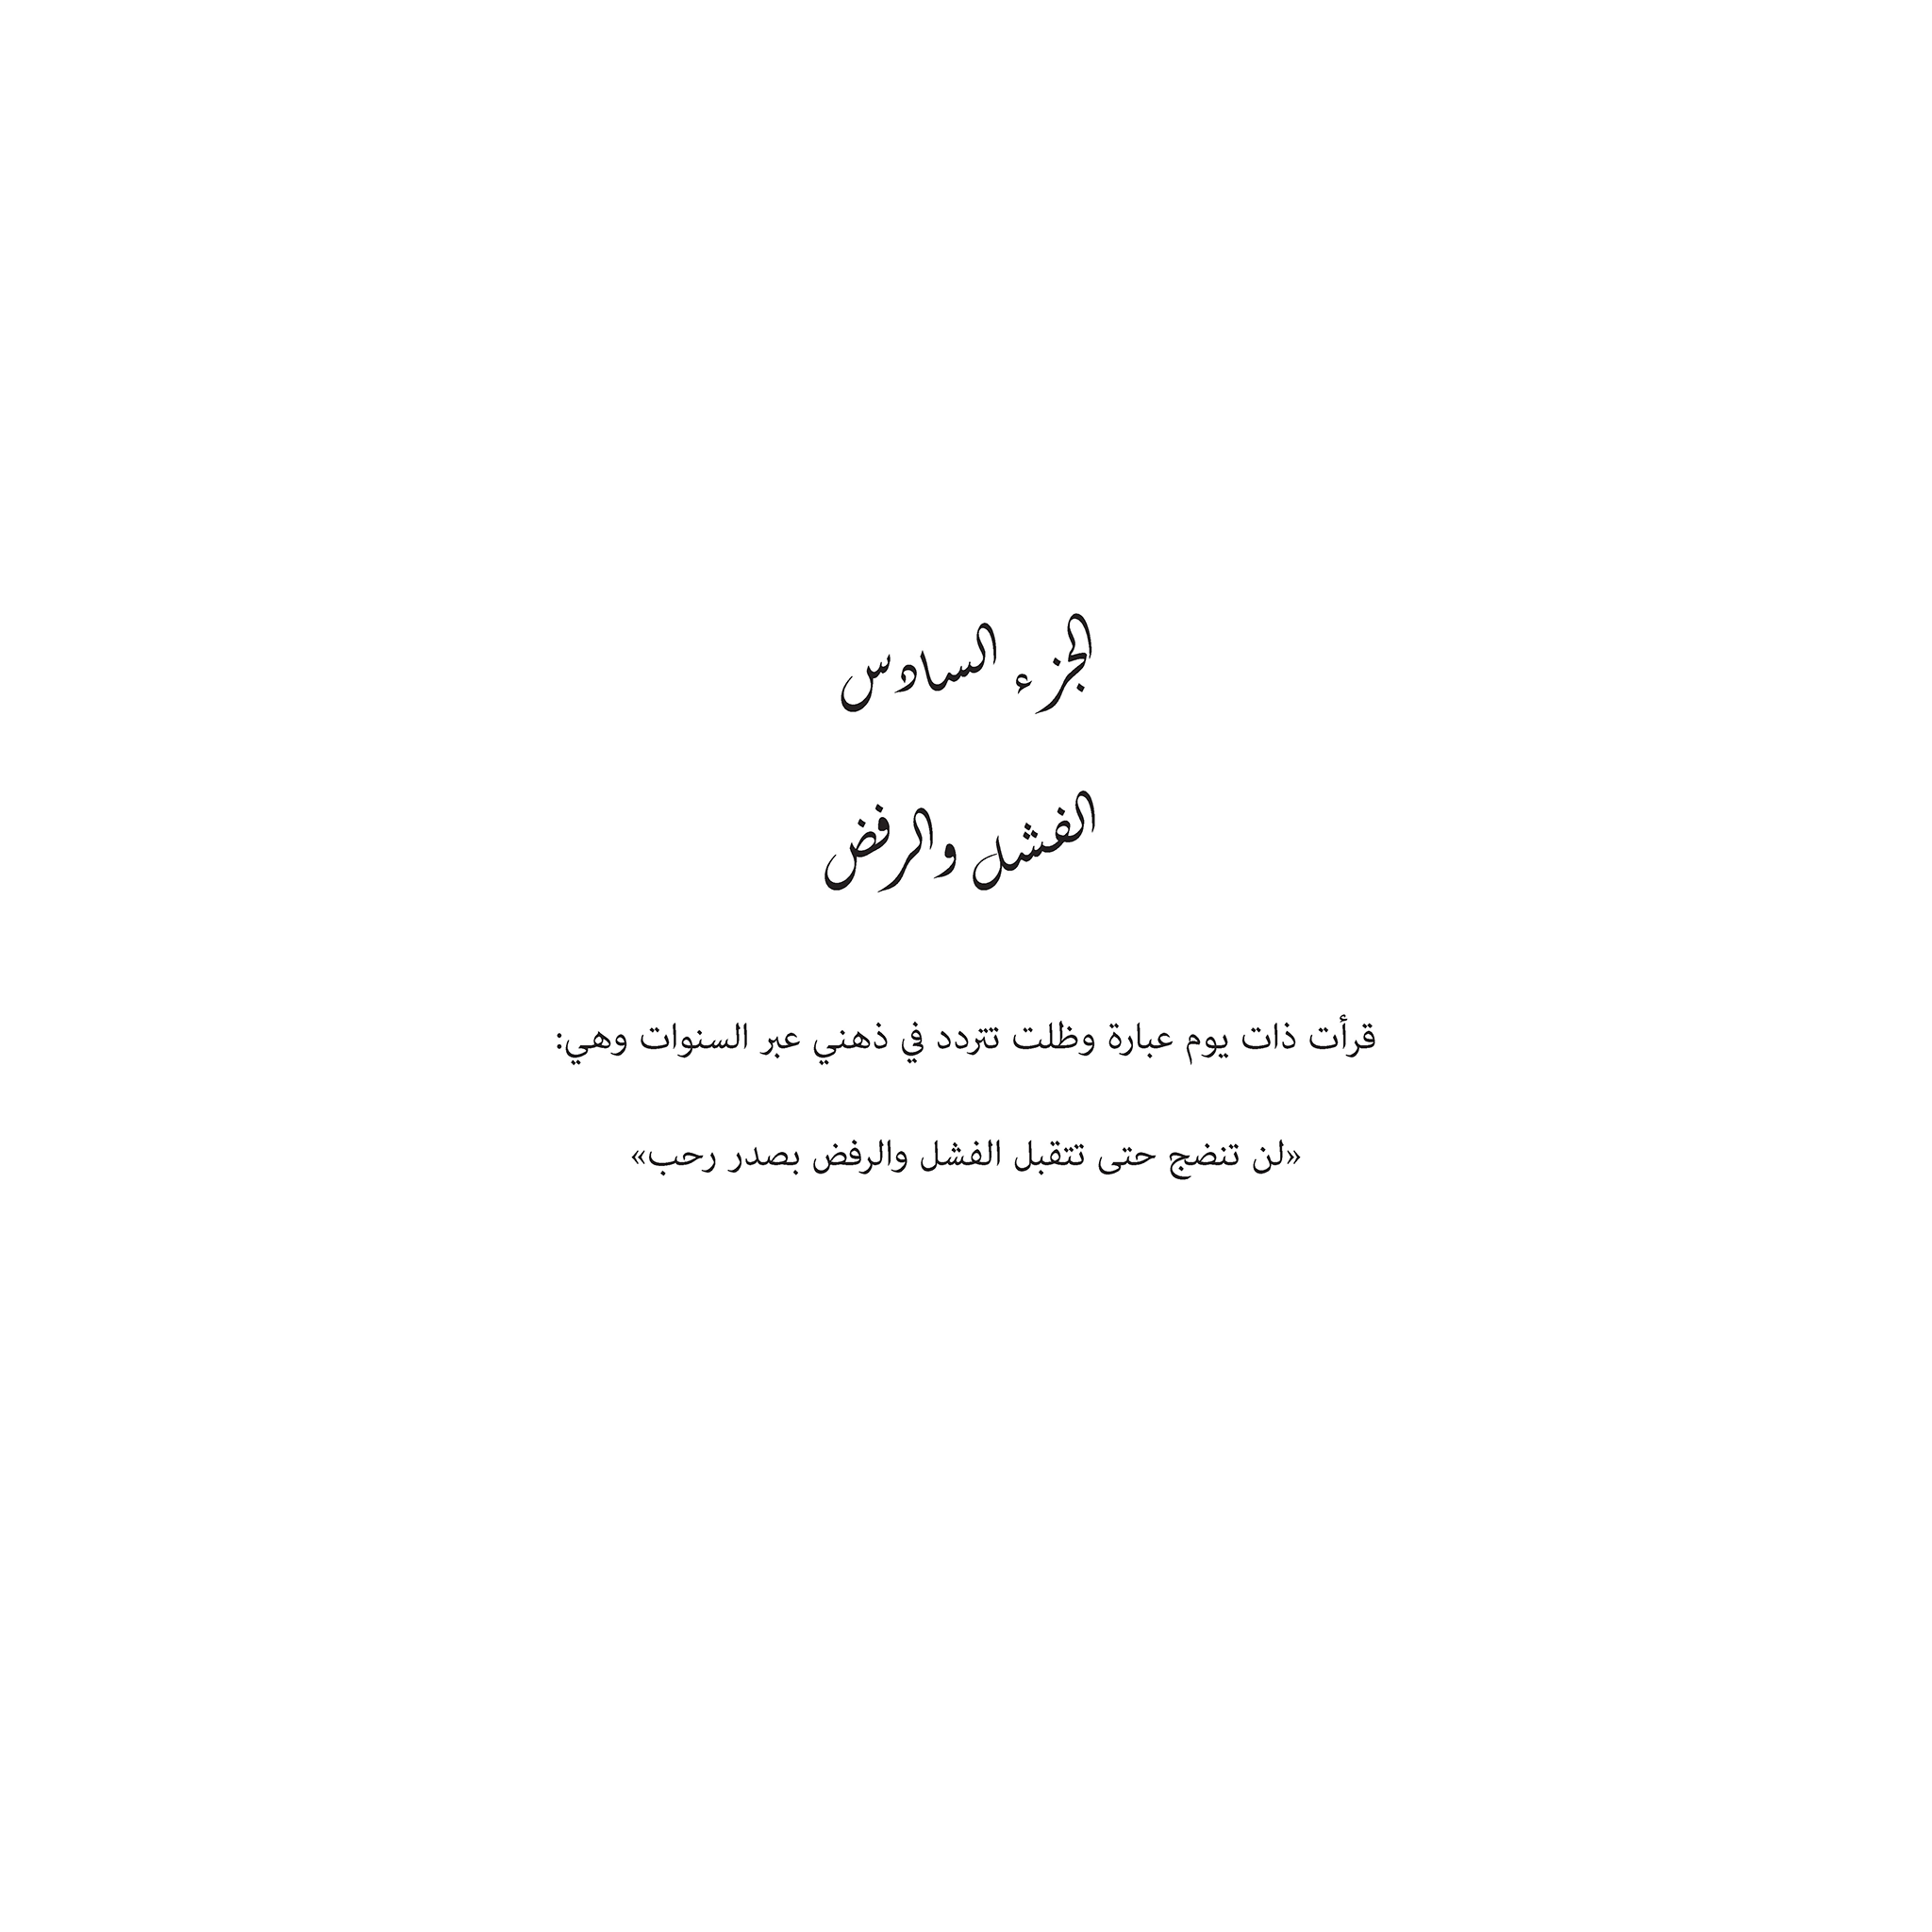 الجزء السادس
الفشل والرفض
قرأت ذات يوم عبارة وظلت تتردد في ذهني عبر السنوات وهي:
«لن تنضج حتى تتقبل الفشل والرفض بصدر رحب»